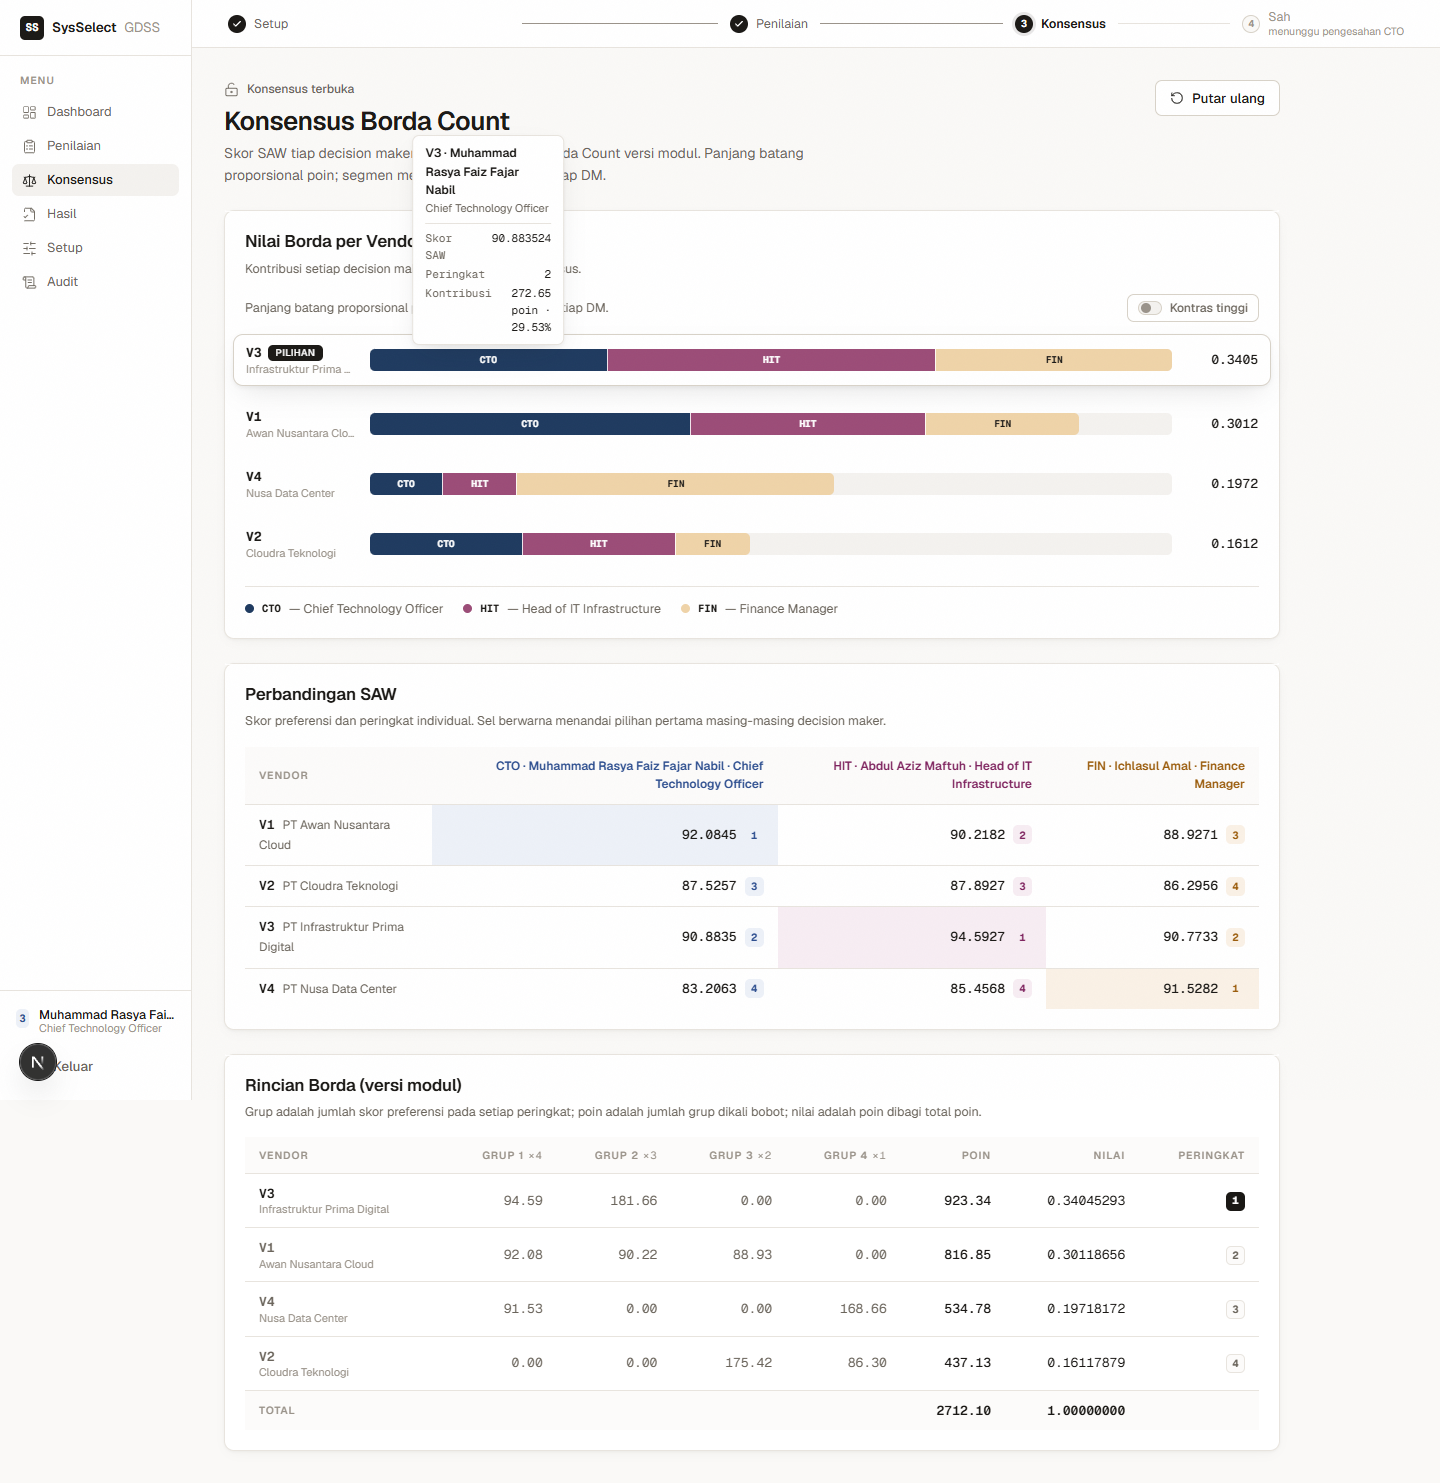 SS SysSelect GDSS
Setup
Penilaian
3 Konsensus
4 Sah
menunggu pengesahan CTO
MENU
Dashboard
Penilaian
Konsensus
Hasil
Setup
Audit
3 Muhammad Rasya Fai…
Chief Technology Officer
N Keluar
Konsensus terbuka
Putar ulang
Konsensus Borda Count
Skor SAW tiap decision maker da Count versi modul. Panjang batang
proporsional poin; segmen me ap DM.
V3 · Muhammad
Rasya Faiz Fajar
Nabil
Chief Technology Officer
Skor SAW 90.883524
Peringkat 2
Kontribusi 272.65
poin ·
29.53%
Nilai Borda per Vendo
Kontribusi setiap decision ma us.
Panjang batang proporsional iap DM.
Kontras tinggi
V3 PILIHAN
Infrastruktur Prima …
CTO HIT FIN 0.3405
V1
Awan Nusantara Clo…
CTO HIT FIN 0.3012
V4
Nusa Data Center
CTO HIT FIN 0.1972
V2
Cloudra Teknologi
CTO HIT FIN 0.1612
CTO — Chief Technology Officer HIT — Head of IT Infrastructure FIN — Finance Manager
Perbandingan SAW
Skor preferensi dan peringkat individual. Sel berwarna menandai pilihan pertama masing-masing decision maker.
VENDOR
CTO · Muhammad Rasya Faiz Fajar Nabil · Chief
Technology Officer
HIT · Abdul Aziz Maftuh · Head of IT
Infrastructure
FIN · Ichlasul Amal · Finance
Manager
V1 PT Awan Nusantara
Cloud
92.0845 1 90.2182 2 88.9271 3
V2 PT Cloudra Teknologi 87.5257 3 87.8927 3 86.2956 4
V3 PT Infrastruktur Prima
Digital
90.8835 2 94.5927 1 90.7733 2
V4 PT Nusa Data Center 83.2063 4 85.4568 4 91.5282 1
Rincian Borda (versi modul)
Grup adalah jumlah skor preferensi pada setiap peringkat; poin adalah jumlah grup dikali bobot; nilai adalah poin dibagi total poin.
VENDOR GRUP 1 ×4 GRUP 2 ×3 GRUP 3 ×2 GRUP 4 ×1 POIN NILAI PERINGKAT
V3
Infrastruktur Prima Digital
94.59 181.66 0.00 0.00 923.34 0.34045293 1
V1
Awan Nusantara Cloud
92.08 90.22 88.93 0.00 816.85 0.30118656 2
V4
Nusa Data Center
91.53 0.00 0.00 168.66 534.78 0.19718172 3
V2
Cloudra Teknologi
0.00 0.00 175.42 86.30 437.13 0.16117879 4
TOTAL 2712.10 1.00000000